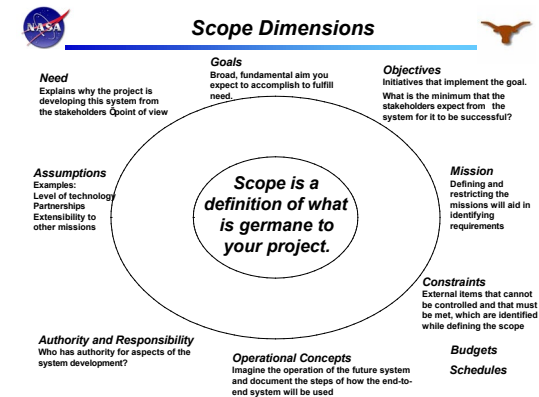 NASA
Scope Dimensions
Need
Explains why the project is
developing this system from
the stakeholders Õpoint of view
Goals
Broad, fundamental aim you
expect to accomplish to fulfill
need.
Objectives
Initiatives that implement the goal.
What is the minimum that the
stakeholders expect from the
system for it to be successful?
Assumptions
Examples:
Level of technology
Partnerships
Extensibility to
other missions
Scope is a
definition of what
is germane to
your project.
Mission
Defining and
restricting the
missions will aid in
identifying
requirements
Constraints
External items that cannot
be controlled and that must
be met, which are identified
while defining the scope
Authority and Responsibility
Who has authority for aspects of the
system development?
Operational Concepts
Imagine the operation of the future system
and document the steps of how the end-to-
end system will be used
Budgets
Schedules